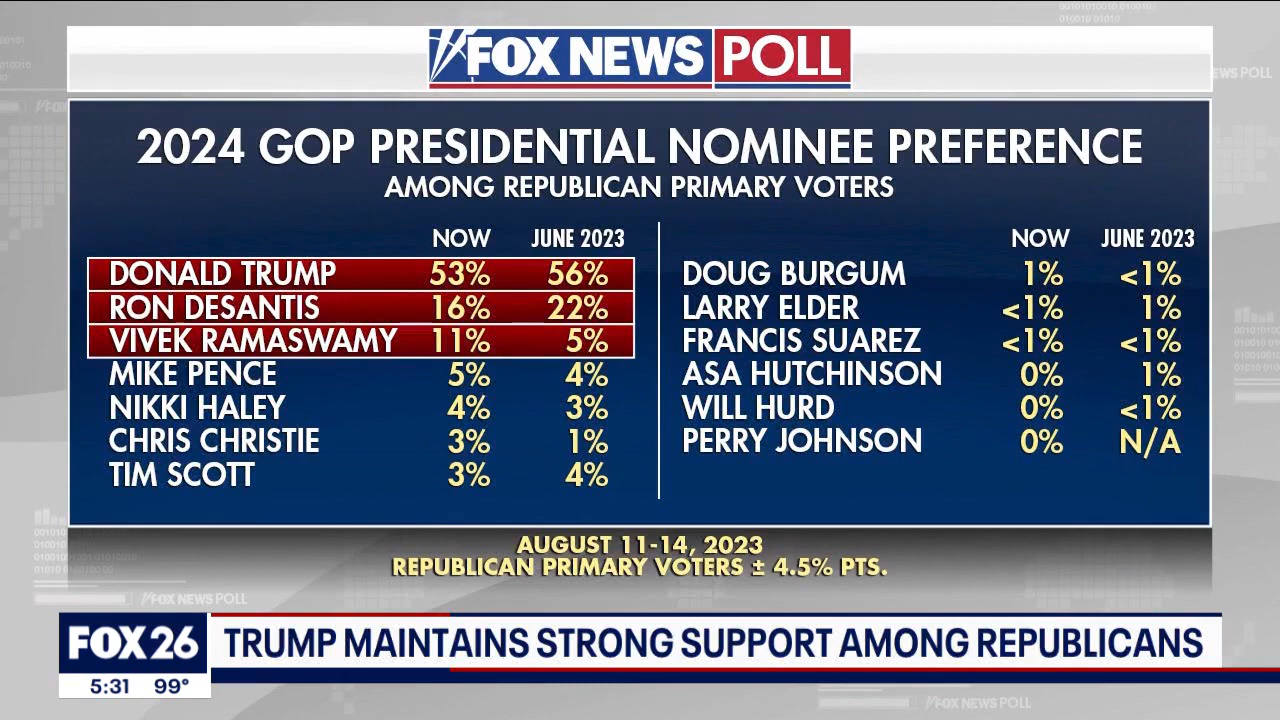 FOX NEWS POLL
2024 GOP PRESIDENTIAL NOMINEE PREFERENCE
AMONG REPUBLICAN PRIMARY VOTERS
NOW JUNE 2023
DONALD TRUMP 53% 56%
RON DESANTIS 16% 22%
VIVEK RAMASWAMY 11% 5%
MIKE PENCE 5% 4%
NIKKI HALEY 4% 3%
CHRIS CHRISTIE 3% 1%
TIM SCOTT 3% 4%
NOW JUNE 2023
DOUG BURGUM 1% <1%
LARRY ELDER <1% 1%
FRANCIS SUAREZ <1% <1%
ASA HUTCHINSON 0% 1%
WILL HURD 0% <1%
PERRY JOHNSON 0% N/A
AUGUST 11-14, 2023
REPUBLICAN PRIMARY VOTERS ± 4.5% PTS.
FOX NEWS POLL
FOX 26
TRUMP MAINTAINS STRONG SUPPORT AMONG REPUBLICANS
5:31 99°
FOX NEWS POLL